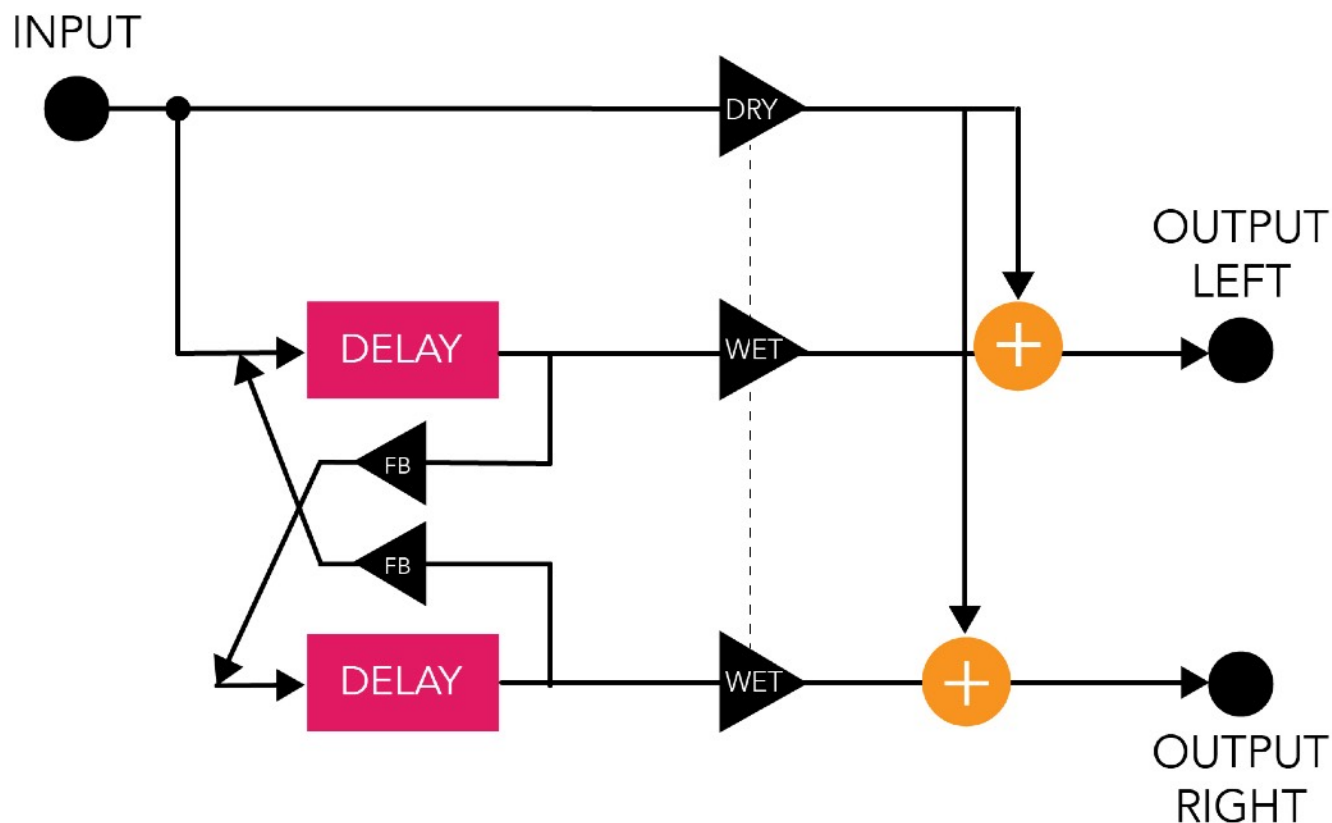 INPUT
DRY
OUTPUT
LEFT
DELAY
WET
+
FB
FB
DELAY
WET
+
OUTPUT
RIGHT